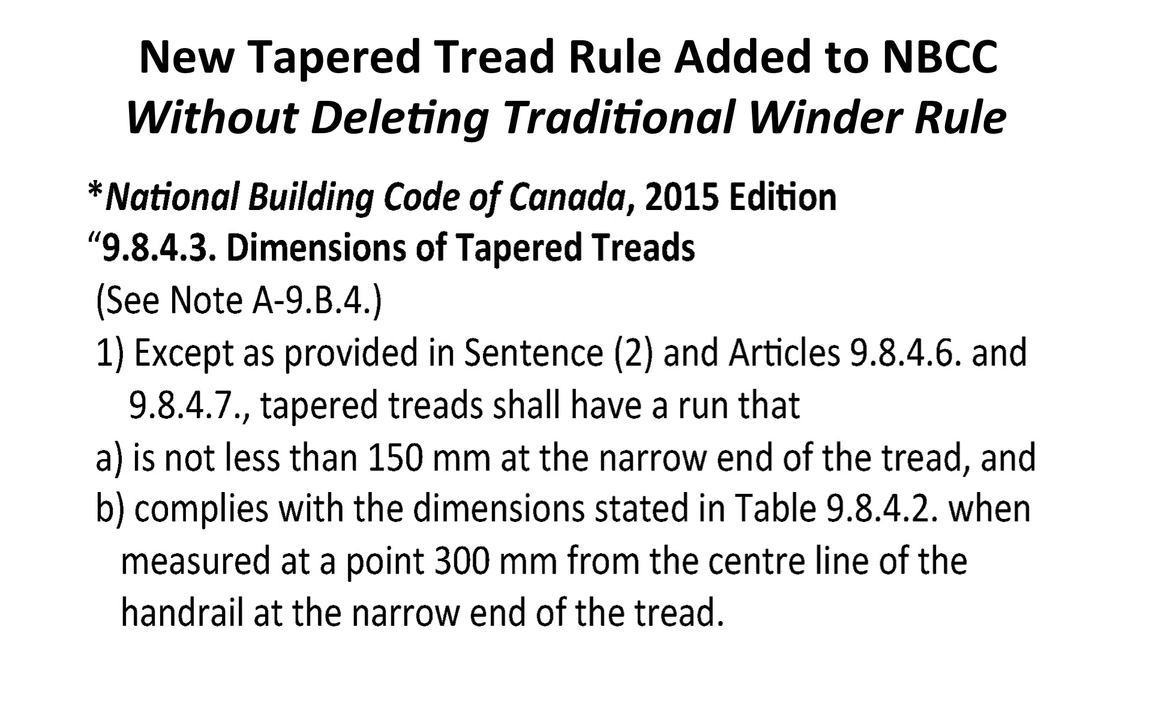 New Tapered Tread Rule Added to NBCC
Without Deleting Traditional Winder Rule
*National Building Code of Canada, 2015 Edition
“9.8.4.3. Dimensions of Tapered Treads
(See Note A-9.B.4.)
1) Except as provided in Sentence (2) and Articles 9.8.4.6. and
9.8.4.7., tapered treads shall have a run that
a) is not less than 150 mm at the narrow end of the tread, and
b) complies with the dimensions stated in Table 9.8.4.2. when
measured at a point 300 mm from the centre line of the
handrail at the narrow end of the tread.